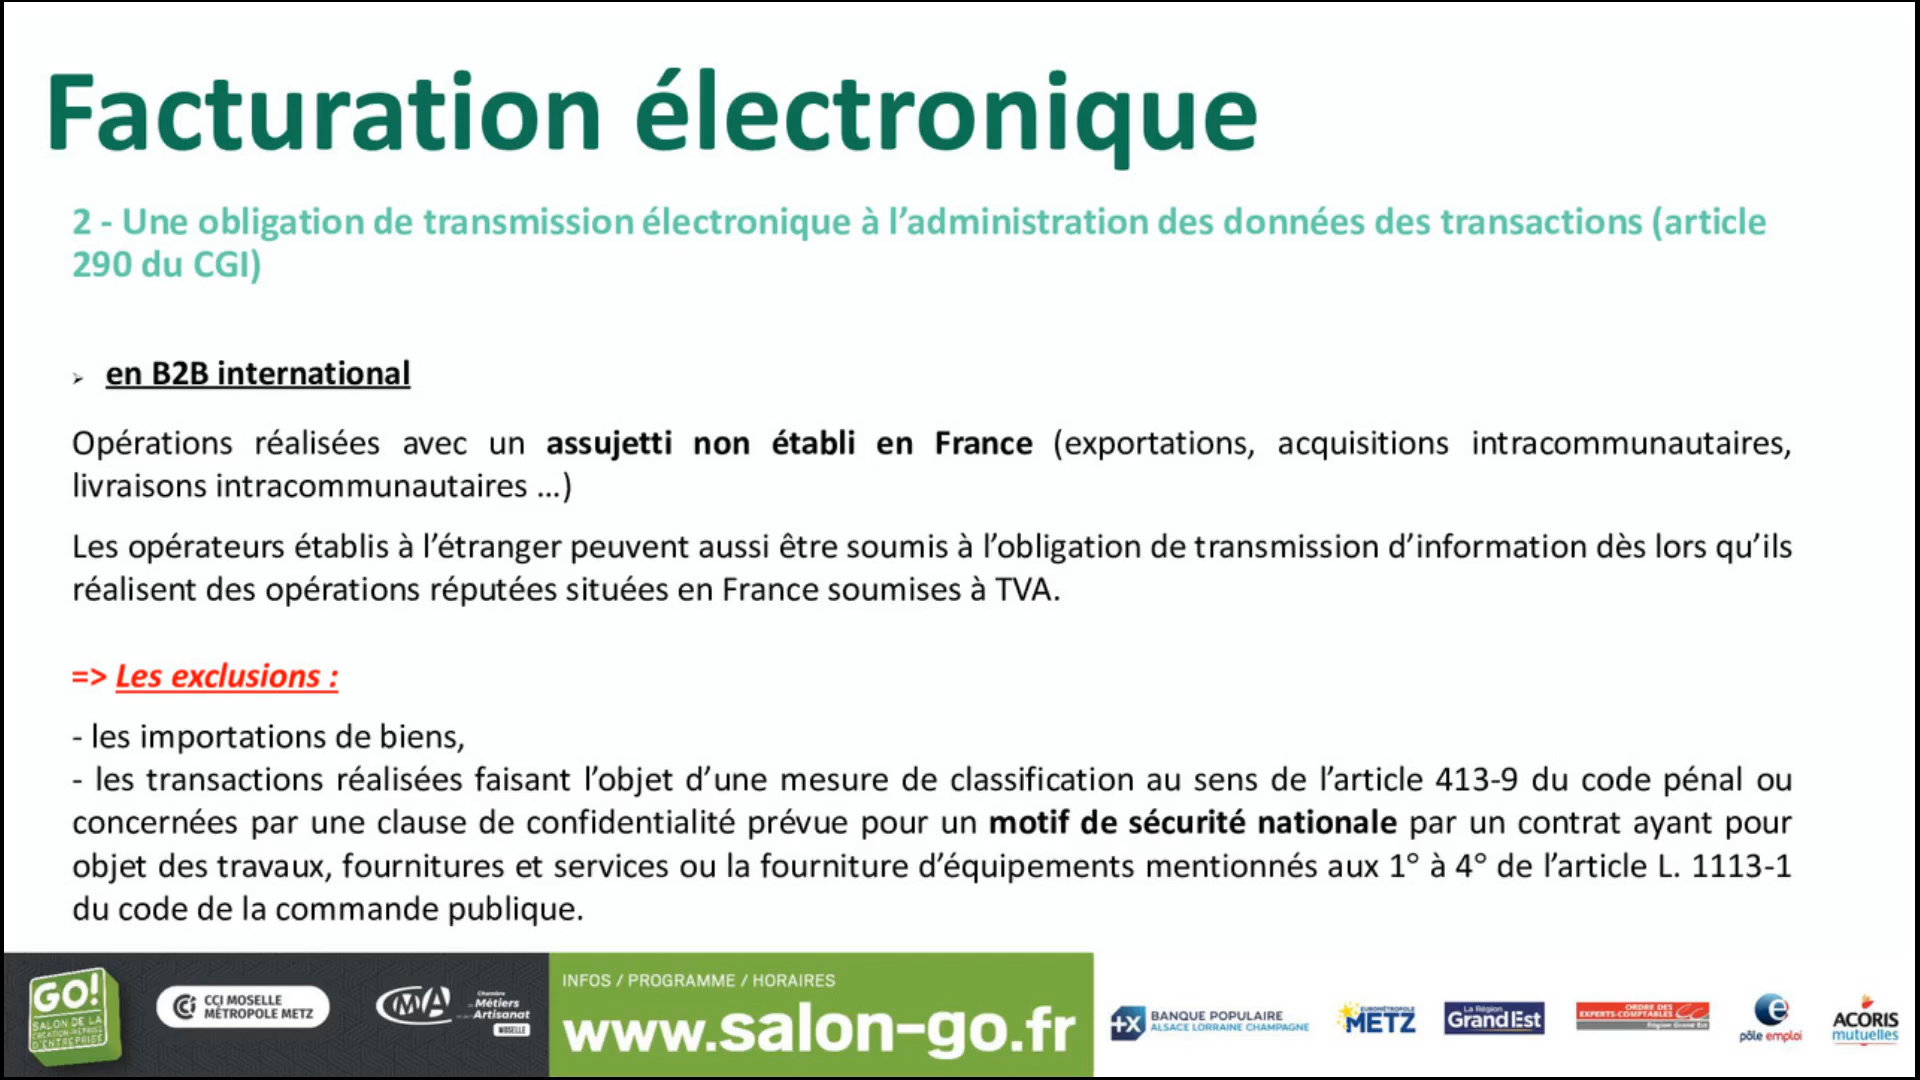 Facturation électronique
2 - Une obligation de transmission électronique à l’administration des données des transactions (article
290 du CGI)
➢ en B2B international
Opérations réalisées avec un assujetti non établi en France (exportations, acquisitions intracommunautaires,
livraisons intracommunautaires …)
Les opérateurs établis à l’étranger peuvent aussi être soumis à l’obligation de transmission d’information dès lors qu’ils
réalisent des opérations réputées situées en France soumises à TVA.
=> Les exclusions :
- les importations de biens,
- les transactions réalisées faisant l’objet d’une mesure de classification au sens de l’article 413-9 du code pénal ou
concernées par une clause de confidentialité prévue pour un motif de sécurité nationale par un contrat ayant pour
objet des travaux, fournitures et services ou la fourniture d’équipements mentionnés aux 1° à 4° de l’article L. 1113-1
du code de la commande publique.
GO!
SALON DE LA
CRÉATION-REPRISE
D'ENTREPRISE
CCI MOSELLE
MÉTROPOLE METZ
CMA
Chambre
de Métiers
et de l'Artisanat
MOSELLE
INFOS / PROGRAMME / HORAIRES
www.salon-go.fr
BANQUE POPULAIRE
ALSACE LORRAINE CHAMPAGNE
EUROMÉTROPOLE
METZ
La Région
GrandEst
ORDRE DES
EXPERTS-COMPTABLES
Région Grand Est
pôle emploi
ACORIS
mutuelles